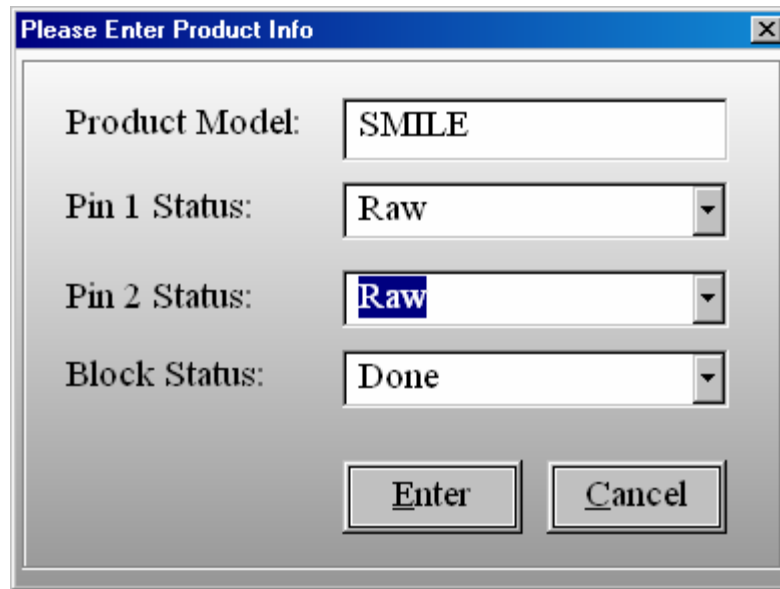 Please Enter Product Info
Product Model: SMILE
Pin 1 Status: Raw
Pin 2 Status: Raw
Block Status: Done
Enter Cancel